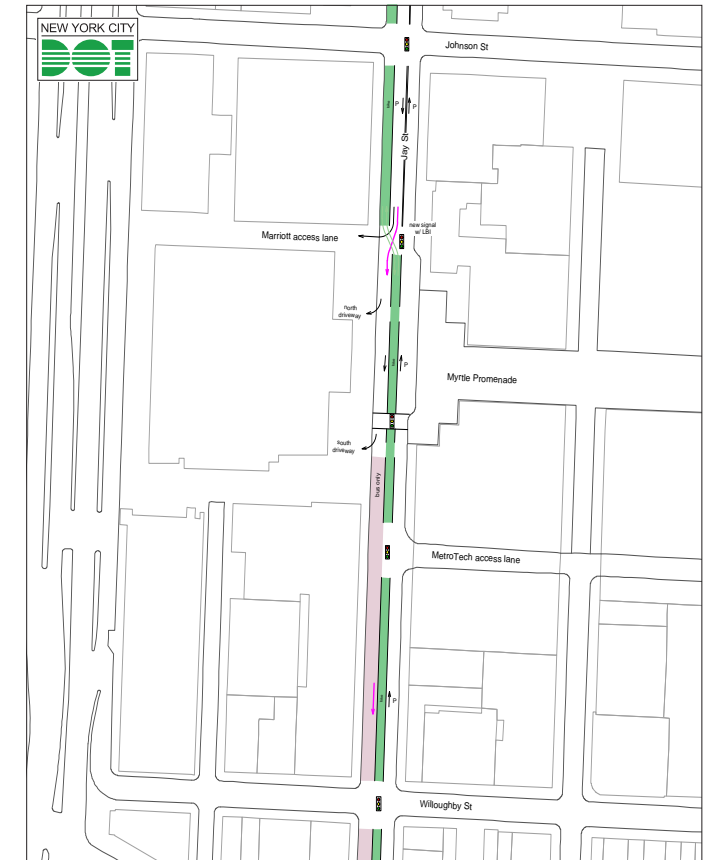 NEW YORK CITY
DOT
Johnson St
P
P
Jay St
new signal
w/ LBI
Marriott access lane
north
driveway
P
Myrtle Promenade
south
driveway
bus only
MetroTech access lane
P
Willoughby St